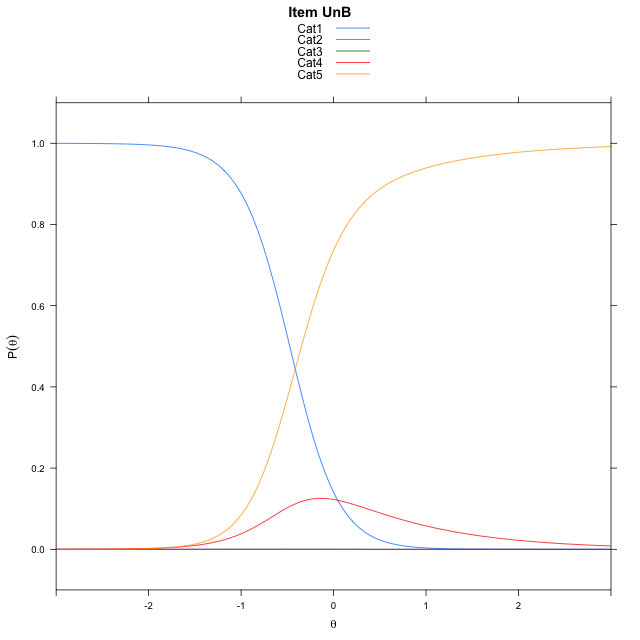 Item UnB
Cat1
Cat2
Cat3
Cat4
Cat5
1.0
0.8
0.6
0.4
0.2
0.0
P(θ)
-2 -1 0 1 2
θ